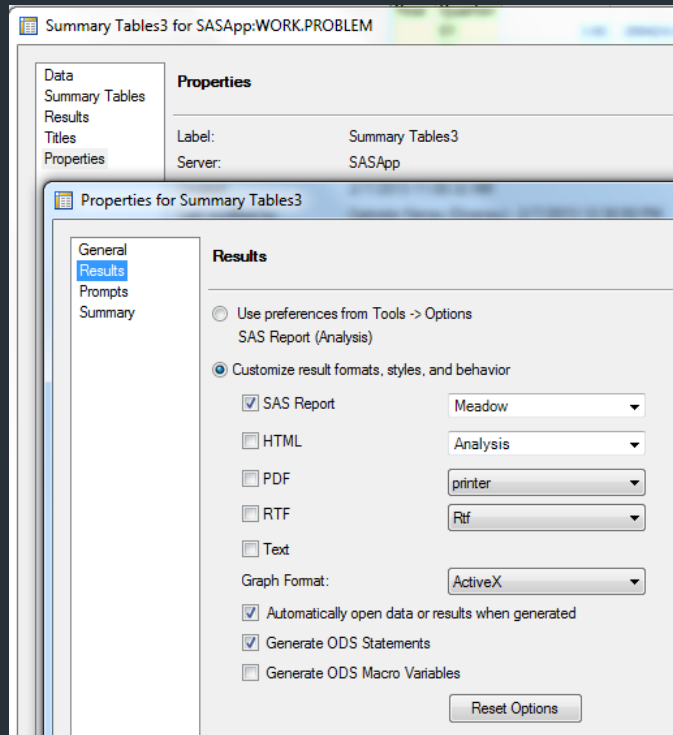 Summary Tables3 for SASApp:WORK.PROBLEM
Data
Summary Tables
Results
Titles
Properties
Properties
Label: Summary Tables3
Server: SASApp
Properties for Summary Tables3
General
Results
Prompts
Summary
Results
Use preferences from Tools -> Options
SAS Report (Analysis)
Customize result formats, styles, and behavior
SAS Report Meadow
HTML Analysis
PDF printer
RTF Rtf
Text
Graph Format: ActiveX
Automatically open data or results when generated
Generate ODS Statements
Generate ODS Macro Variables
Reset Options